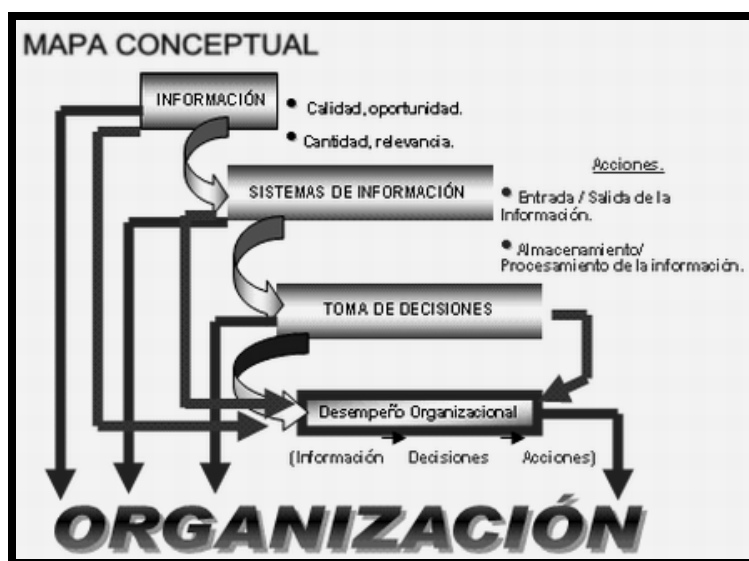 MAPA CONCEPTUAL
INFORMACIÓN
• Calidad, oportunidad.
• Cantidad, relevancia.
SISTEMAS DE INFORMACIÓN
Acciones.
• Entrada / Salida de la
Información.
• Almacenamiento/
Procesamiento de la información.
TOMA DE DECISIONES
Desempeño Organizacional
(Información Decisiones Acciones)
ORGANIZACIÓN